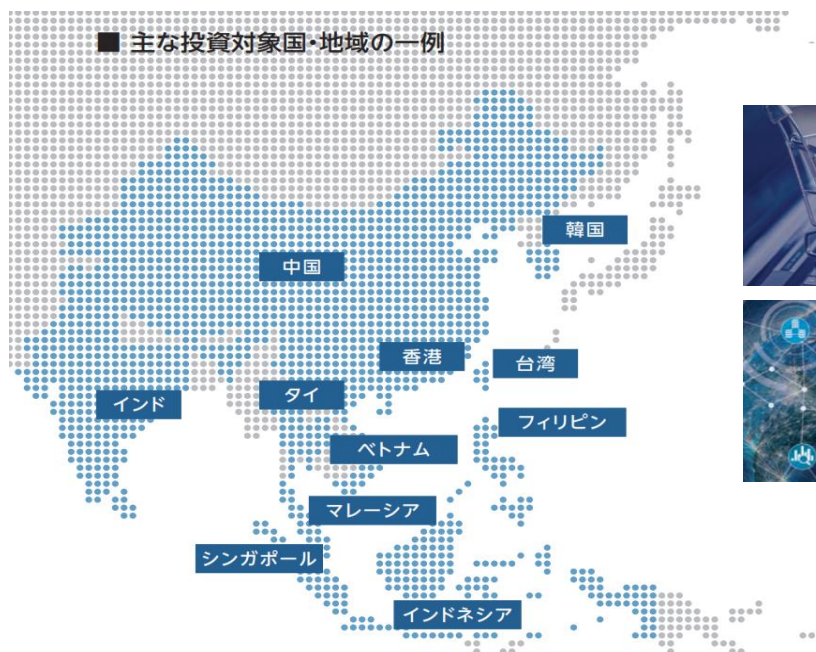 ■ 主な投資対象国・地域の一例
韓国
中国
香港
台湾
インド
タイ
フィリピン
ベトナム
マレーシア
シンガポール
インドネシア